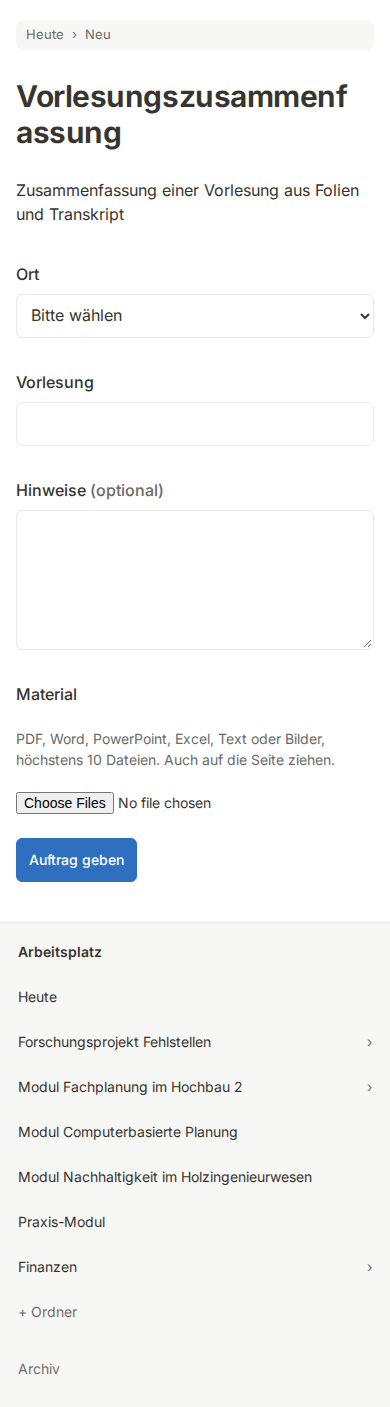 Heute › Neu
Vorlesungszusammenf
assung
Zusammenfassung einer Vorlesung aus Folien
und Transkript
Ort
Bitte wählen
Vorlesung
Hinweise (optional)
Material
PDF, Word, PowerPoint, Excel, Text oder Bilder,
höchstens 10 Dateien. Auch auf die Seite ziehen.
Choose Files No file chosen
Auftrag geben
Arbeitsplatz
Heute
Forschungsprojekt Fehlstellen ›
Modul Fachplanung im Hochbau 2 ›
Modul Computerbasierte Planung
Modul Nachhaltigkeit im Holzingenieurwesen
Praxis-Modul
Finanzen ›
+ Ordner
Archiv